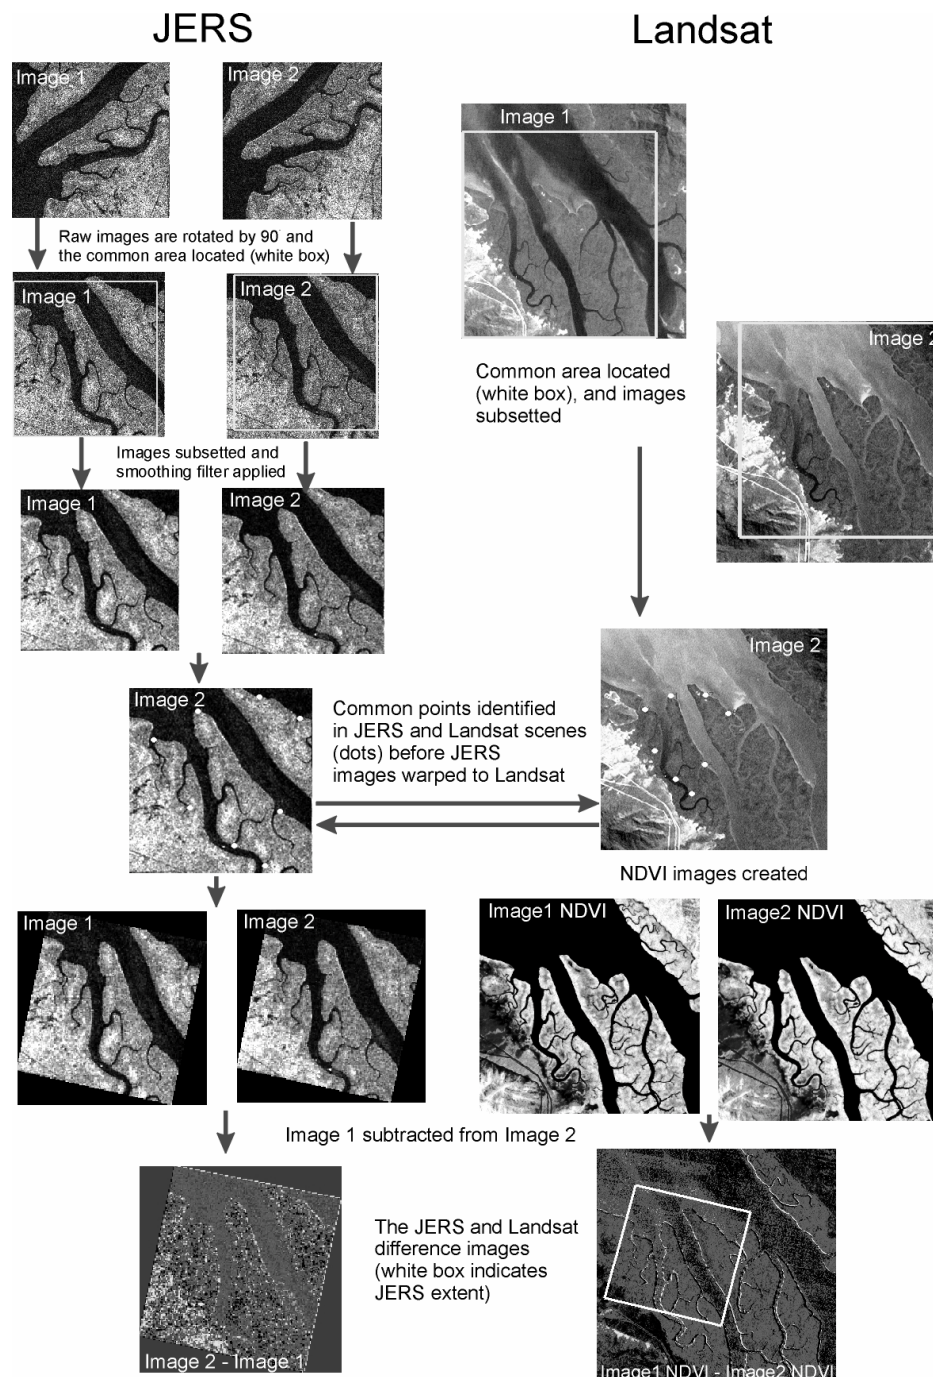 JERS
Landsat
Image 1
Image 2
Image 1
Raw images are rotated by 90° and
the common area located (white box)
Image 1
Image 2
Image 2
Common area located
(white box), and images
subsetted
Images subsetted and
smoothing filter applied
Image 1
Image 2
Image 2
Image 2
Common points identified
in JERS and Landsat scenes
(dots) before JERS
images warped to Landsat
NDVI images created
Image 1
Image 2
Image1 NDVI
Image2 NDVI
Image 1 subtracted from Image 2
The JERS and Landsat
difference images
(white box indicates
JERS extent)
Image 2 - Image 1
Image1 NDVI - Image2 NDVI